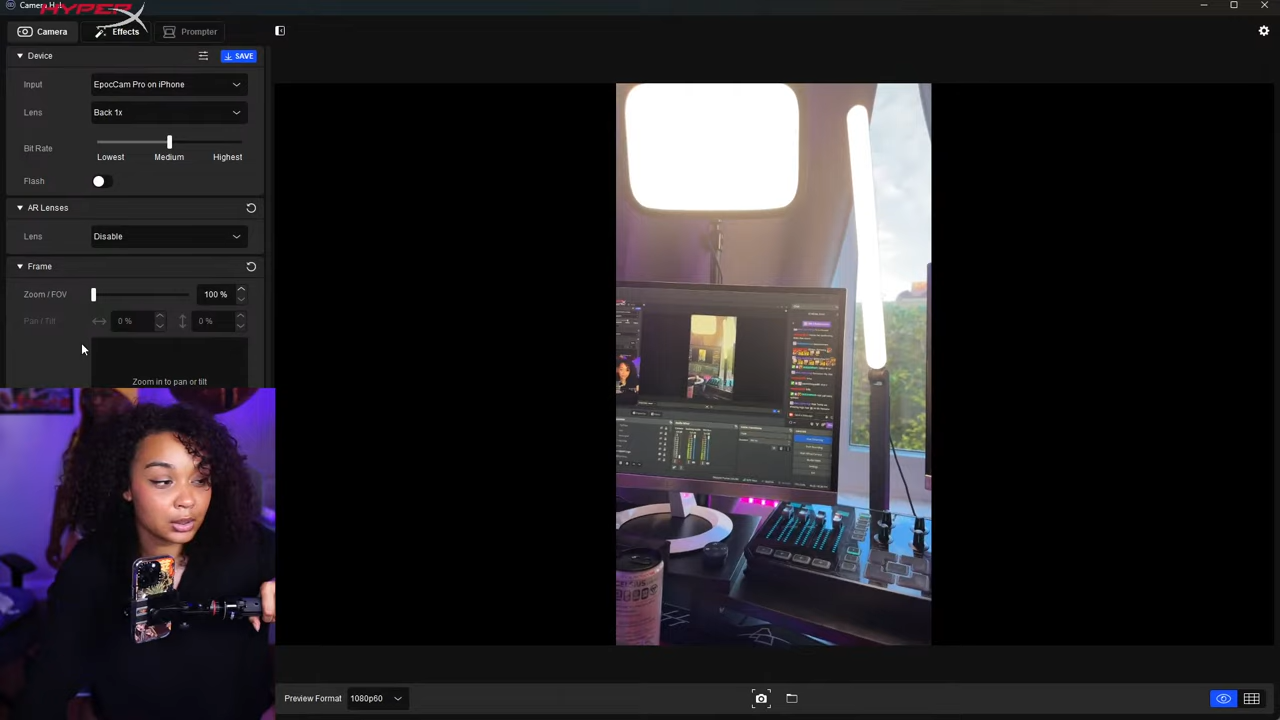 Camera Hub
HYPERX
Camera
Effects
Prompter
Device
SAVE
Input
EpocCam Pro on iPhone
Lens
Back 1x
Bit Rate
Lowest
Medium
Highest
Flash
AR Lenses
Lens
Disable
Frame
Zoom / FOV
100 %
Pan / Tilt
0 %
0 %
Zoom in to pan or tilt
CELSIUS
Preview Format
1080p60